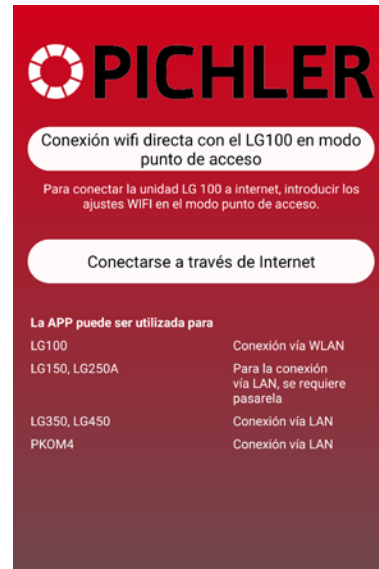 PICHLER
Conexión wifi directa con el LG100 en modo
punto de acceso
Para conectar la unidad LG 100 a internet, introducir los
ajustes WIFI en el modo punto de acceso.
Conectarse a través de Internet
La APP puede ser utilizada para
LG100 Conexión vía WLAN
LG150, LG250A Para la conexión
vía LAN, se requiere
pasarela
LG350, LG450 Conexión vía LAN
PKOM4 Conexión vía LAN